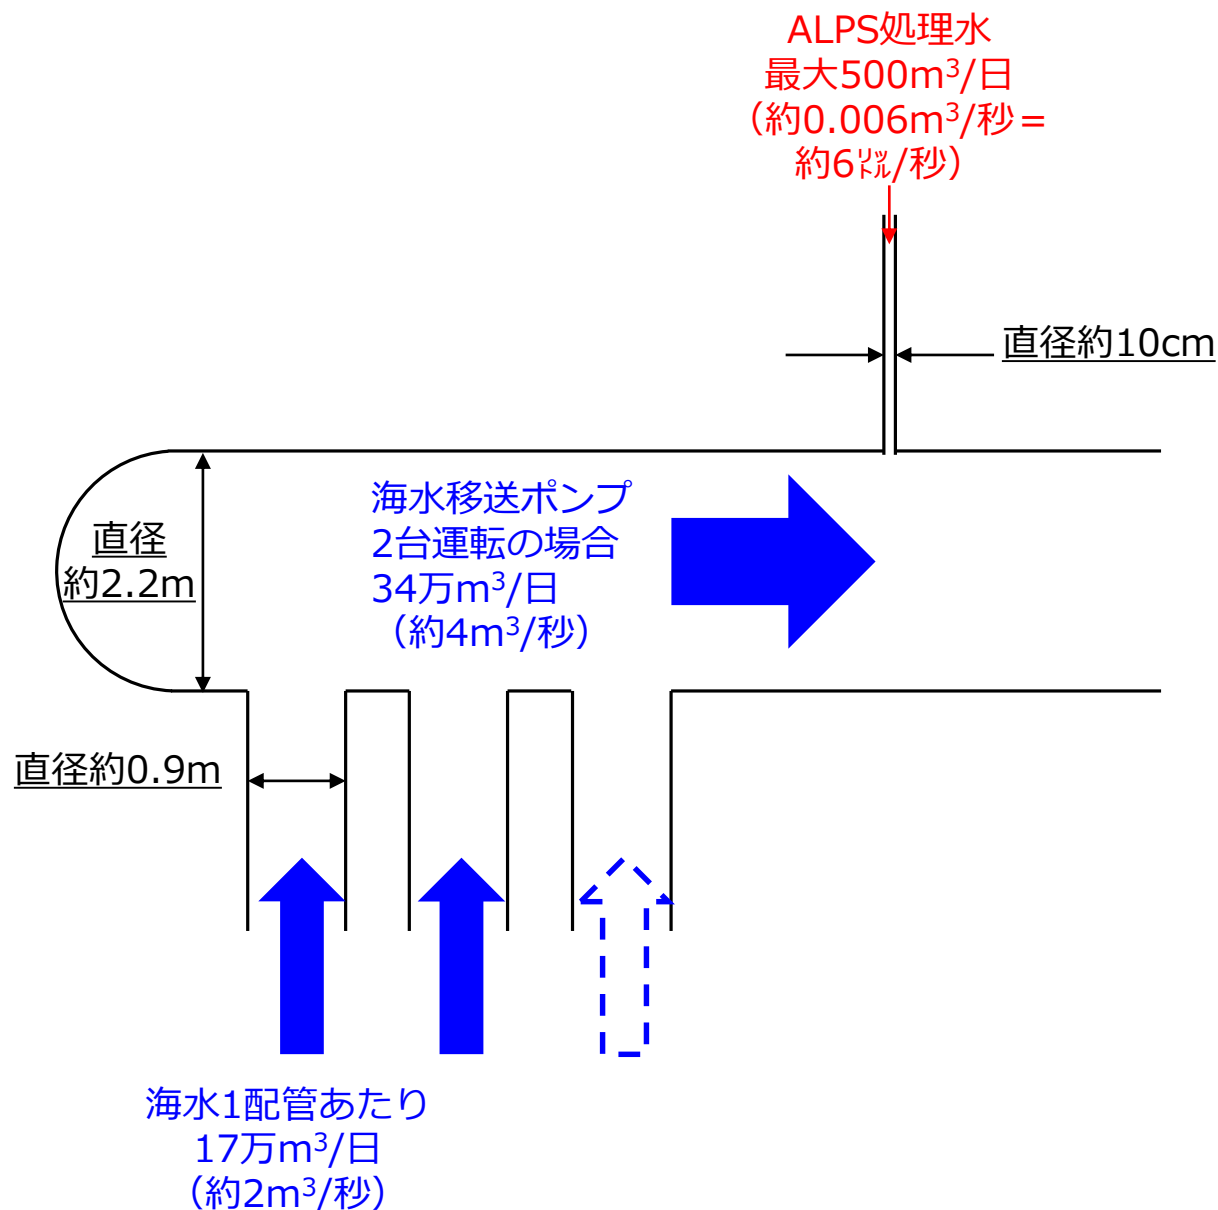 ALPS処理水
最大500m³/日
（約0.006m³/秒＝
約6㍑/秒）
直径約10cm
海水移送ポンプ
2台運転の場合
34万m³/日
（約4m³/秒）
直径
約2.2m
直径約0.9m
海水1配管あたり
17万m³/日
（約2m³/秒）